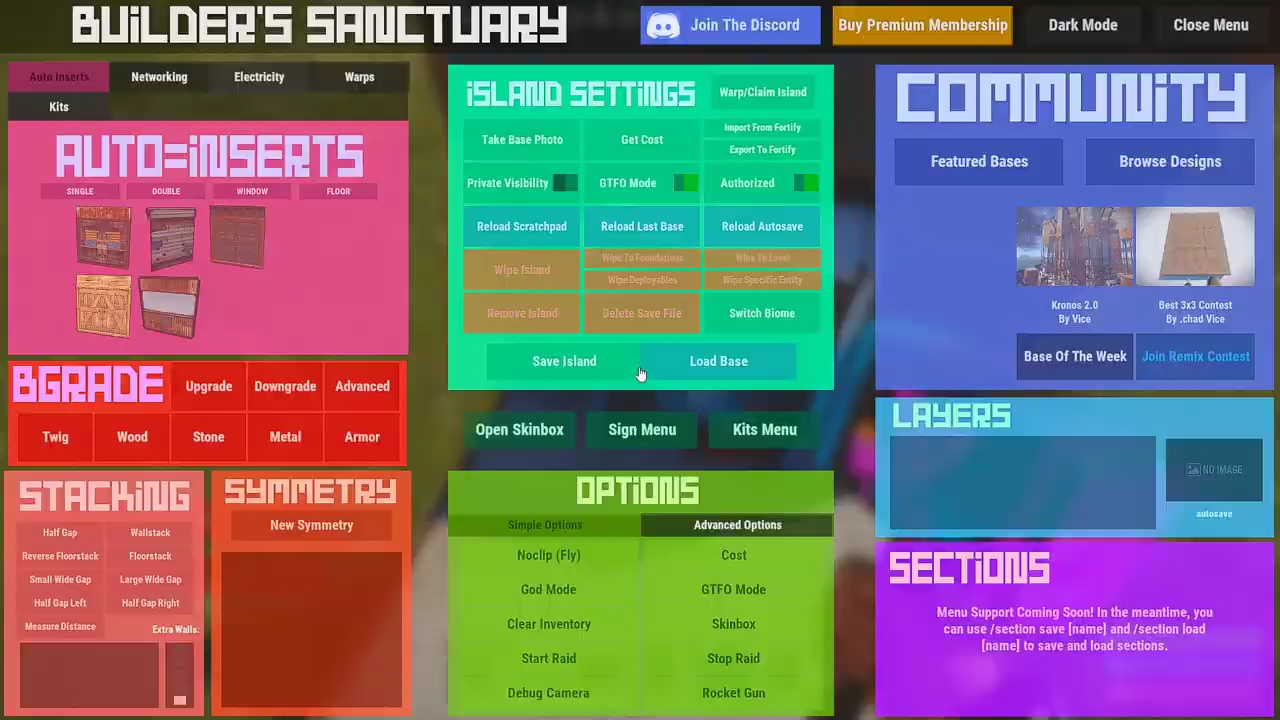 BUILDER'S SANCTUARY
Join The Discord
Buy Premium Membership
Dark Mode
Close Menu
Auto Inserts
Networking
Electricity
Warps
Kits
AUTO=INSERTS
SINGLE
DOUBLE
WINDOW
FLOOR
BGRADE
Upgrade
Downgrade
Advanced
Twig
Wood
Stone
Metal
Armor
STACKING
Half Gap
Wallstack
Reverse Floorstack
Floorstack
Small Wide Gap
Large Wide Gap
Half Gap Left
Half Gap Right
Measure Distance
Extra Walls:
SYMMETRY
New Symmetry
ISLAND SETTINGS
Warp/Claim Island
Take Base Photo
Get Cost
Import From Fortify
Export To Fortify
Private Visibility
GTFO Mode
Authorized
Reload Scratchpad
Reload Last Base
Reload Autosave
Wipe Island
Wipe To Foundations
Wipe To Level
Wipe Deployables
Wipe Specific Entity
Remove Island
Delete Save File
Switch Biome
Save Island
Load Base
Open Skinbox
Sign Menu
Kits Menu
OPTIONS
Simple Options
Advanced Options
Noclip (Fly)
Cost
God Mode
GTFO Mode
Clear Inventory
Skinbox
Start Raid
Stop Raid
Debug Camera
Rocket Gun
COMMUNITY
Featured Bases
Browse Designs
Kronos 2.0
By Vice
Best 3x3 Contest
By .chad Vice
Base Of The Week
Join Remix Contest
LAYERS
NO IMAGE
autosave
SECTIONS
Menu Support Coming Soon! In the meantime, you
can use /section save [name] and /section load
[name] to save and load sections.